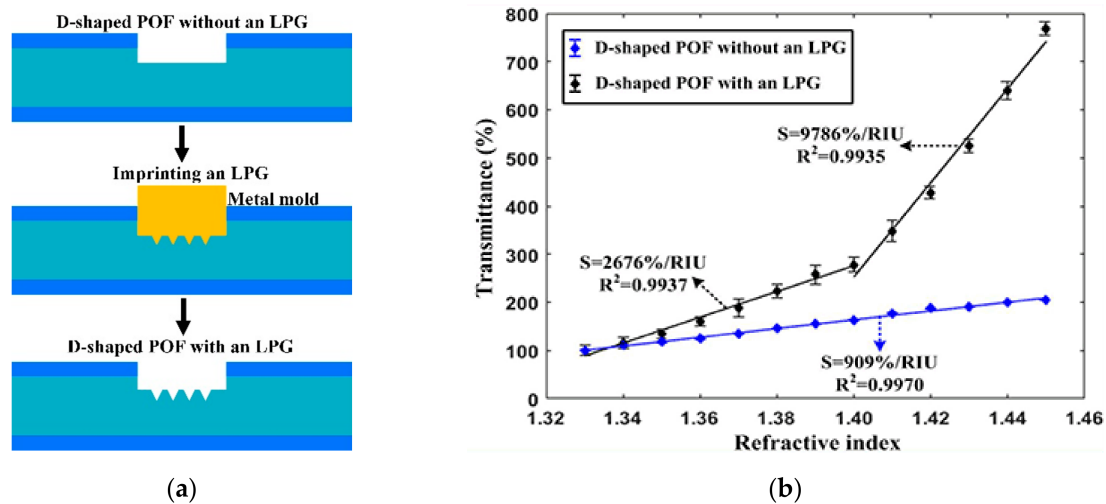 D-shaped POF without an LPG
Imprinting an LPG
Metal mold
D-shaped POF with an LPG
(a)
800
700
600
500
400
300
200
100
0
Transmittance (%)
D-shaped POF without an LPG
D-shaped POF with an LPG
S=9786%/RIU
R²=0.9935
S=2676%/RIU
R²=0.9937
S=909%/RIU
R²=0.9970
1.32 1.34 1.36 1.38 1.40 1.42 1.44 1.46
Refractive index
(b)